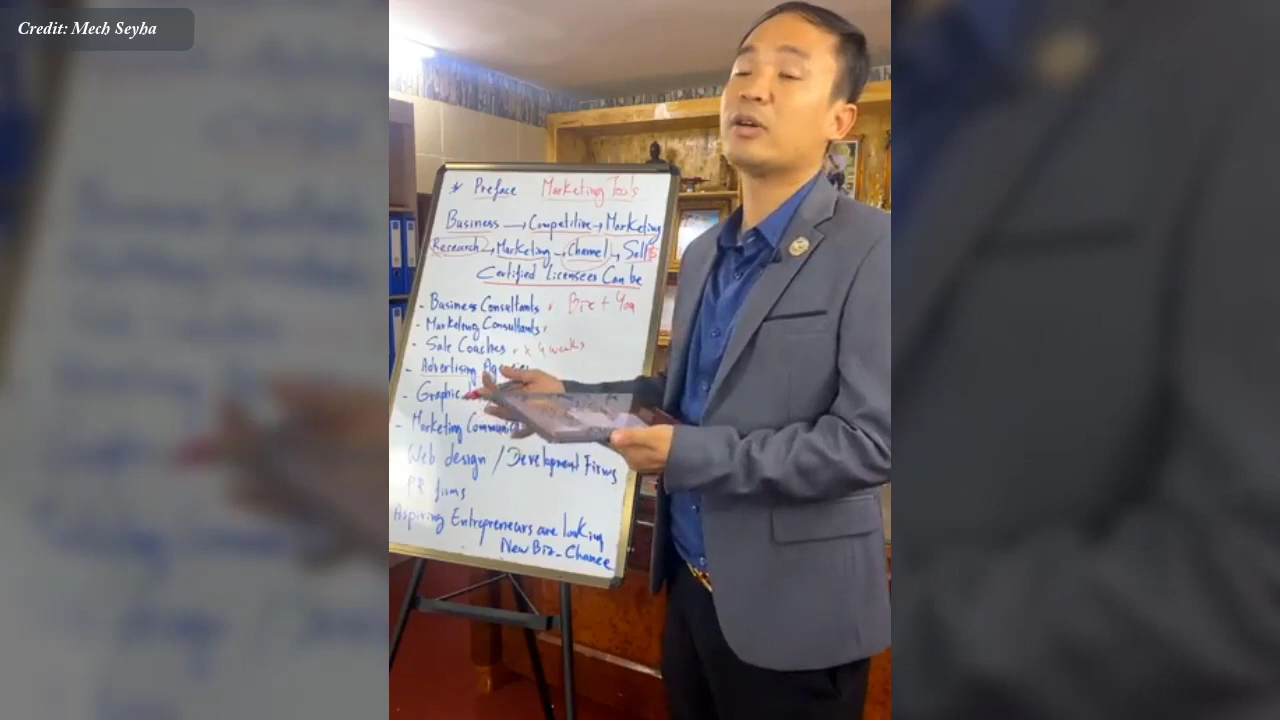 Credit: Mech Seyha
* Preface Marketing Tools
Business → Competitive → Marketing
Research → Marketing → Channel → Sell $
Certified Licensees Can be
- Business Consultants Biz + You
- Marketing Consultants
- Sale Coaches x 4 weeks
- Advertising Agencies
- Graphic
- Marketing Communic
Web design / Development Firms
PR firms
Aspiring Entrepreneurs are looking
New Biz - Chance